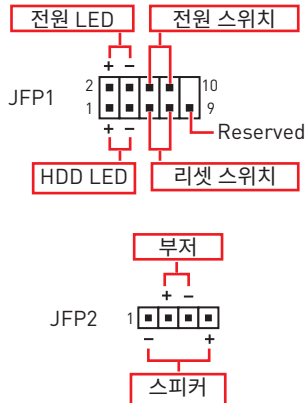 전원 LED 전원 스위치
+ −
JFP1
2 10
1 9
+ −
Reserved
HDD LED 리셋 스위치
부저
+ −
JFP2 1
− +
스피커